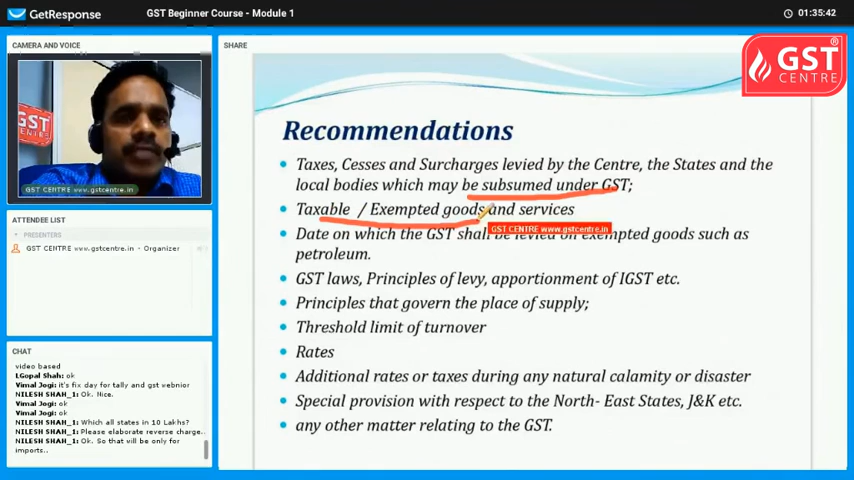 GetResponse
GST Beginner Course - Module 1
01:35:42
CAMERA AND VOICE
SHARE
GST
CENTRE
GST
CENTRE
GST CENTRE www.gstcentre.in
ATTENDEE LIST
PRESENTERS
GST CENTRE www.gstcentre.in - Organizer
CHAT
video based
LGopal Shah: ok
Vimal Jogi: it's fix day for tally and gst webnior
NILESH SHAH_1: Ok. Nice.
Vimal Jogi: ok
Vimal Jogi: ok
NILESH SHAH_1: Which all states in 10 Lakhs?
NILESH SHAH_1: Please elaborate reverse charge..
NILESH SHAH_1: Ok. So that will be only for
imports..
Recommendations
Taxes, Cesses and Surcharges levied by the Centre, the States and the
local bodies which may be subsumed under GST;
Taxable / Exempted goods and services
GST CENTRE www.gstcentre.in
Date on which the GST shall be levied on exempted goods such as
petroleum.
GST laws, Principles of levy, apportionment of IGST etc.
Principles that govern the place of supply;
Threshold limit of turnover
Rates
Additional rates or taxes during any natural calamity or disaster
Special provision with respect to the North- East States, J&K etc.
any other matter relating to the GST.